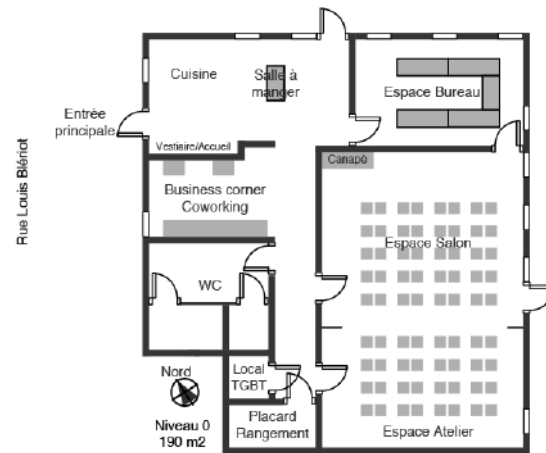 Cuisine
Salle à
manger
Espace Bureau
Entrée
principale
Vestiaire/Accueil
Canapé
Rue Louis Blériot
Business corner
Coworking
Espace Salon
WC
Nord
Local
TGBT
Niveau 0
190 m2
Placard
Rangement
Espace Atelier